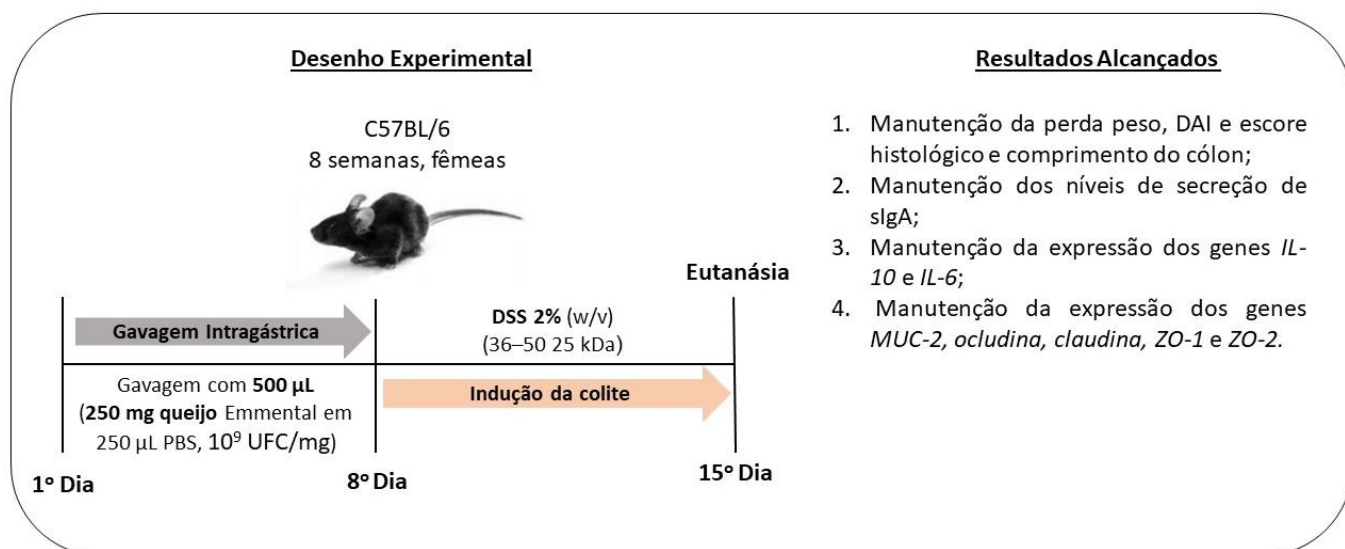 Desenho Experimental
C57BL/6
8 semanas, fêmeas
Eutanásia
Gavagem Intragástrica
DSS 2% (w/v)
(36–50 25 kDa)
Gavagem com 500 µL
(250 mg queijo Emmental em
250 µL PBS, 10⁹ UFC/mg)
Indução da colite
1º Dia
8º Dia
15º Dia
Resultados Alcançados
1. Manutenção da perda peso, DAI e escore
histológico e comprimento do cólon;
2. Manutenção dos níveis de secreção de
sIgA;
3. Manutenção da expressão dos genes IL-
10 e IL-6;
4. Manutenção da expressão dos genes
MUC-2, ocludina, claudina, ZO-1 e ZO-2.